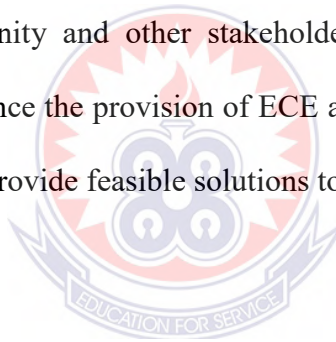 nity and other stakeholde
nce the provision of ECE a
rovide feasible solutions to
EDUCATION FOR SERVICE